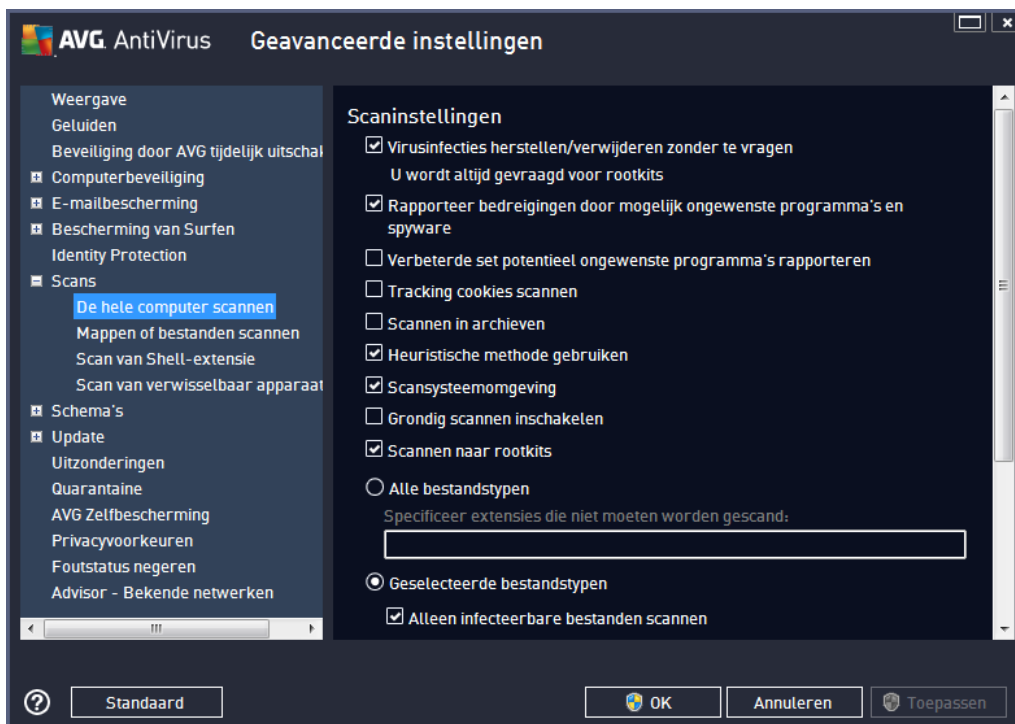 AVG. AntiVirus Geavanceerde instellingen
Weergave
Geluiden
Beveiliging door AVG tijdelijk uitschak
Computerbeveiliging
E-mailbescherming
Bescherming van Surfen
Identity Protection
Scans
De hele computer scannen
Mappen of bestanden scannen
Scan van Shell-extensie
Scan van verwisselbaar apparaat
Schema's
Update
Uitzonderingen
Quarantaine
AVG Zelfbescherming
Privacyvoorkeuren
Foutstatus negeren
Advisor - Bekende netwerken
Scaninstellingen
Virusinfecties herstellen/verwijderen zonder te vragen
U wordt altijd gevraagd voor rootkits
Rapporteer bedreigingen door mogelijk ongewenste programma's en
spyware
Verbeterde set potentieel ongewenste programma's rapporteren
Tracking cookies scannen
Scannen in archieven
Heuristische methode gebruiken
Scansysteemomgeving
Grondig scannen inschakelen
Scannen naar rootkits
Alle bestandstypen
Specificeer extensies die niet moeten worden gescand:
Geselecteerde bestandstypen
Alleen infecteerbare bestanden scannen
Standaard
OK
Annuleren
Toepassen